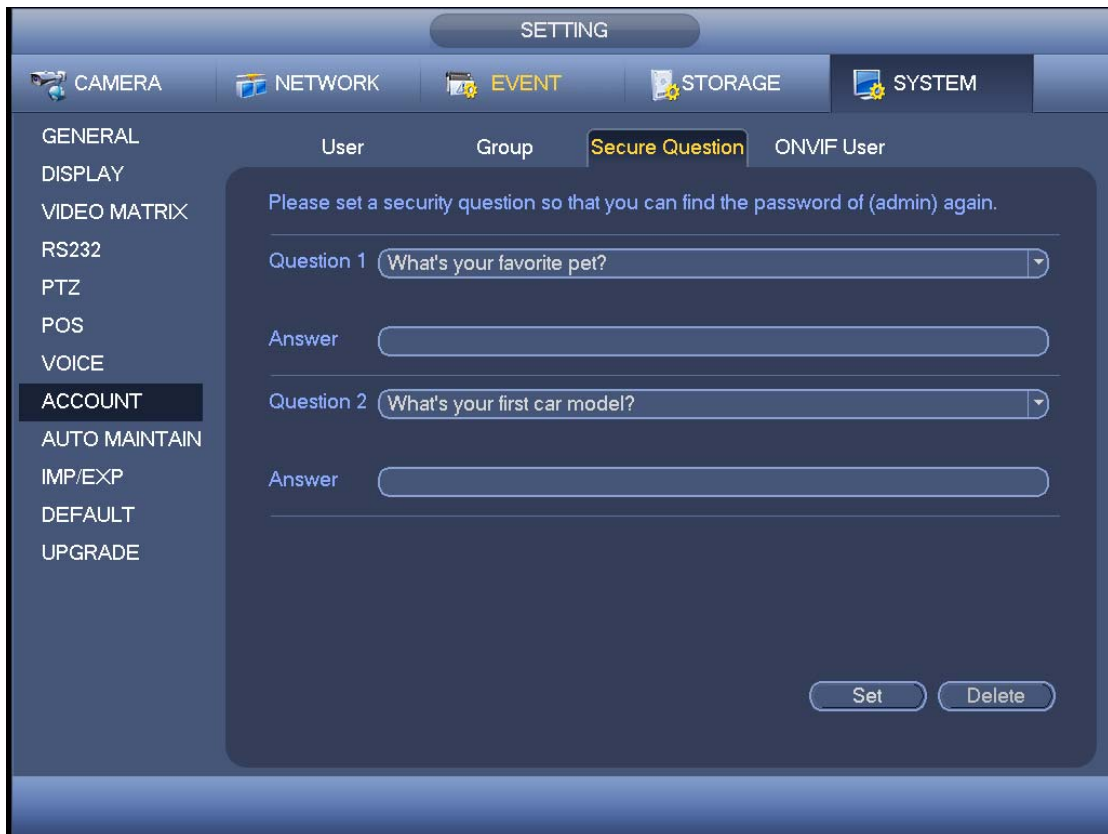 SETTING
CAMERA NETWORK EVENT STORAGE SYSTEM
GENERAL
DISPLAY
VIDEO MATRIX
RS232
PTZ
POS
VOICE
ACCOUNT
AUTO MAINTAIN
IMP/EXP
DEFAULT
UPGRADE
User Group Secure Question ONVIF User
Please set a security question so that you can find the password of (admin) again.
Question 1 What's your favorite pet?
Answer
Question 2 What's your first car model?
Answer
Set Delete